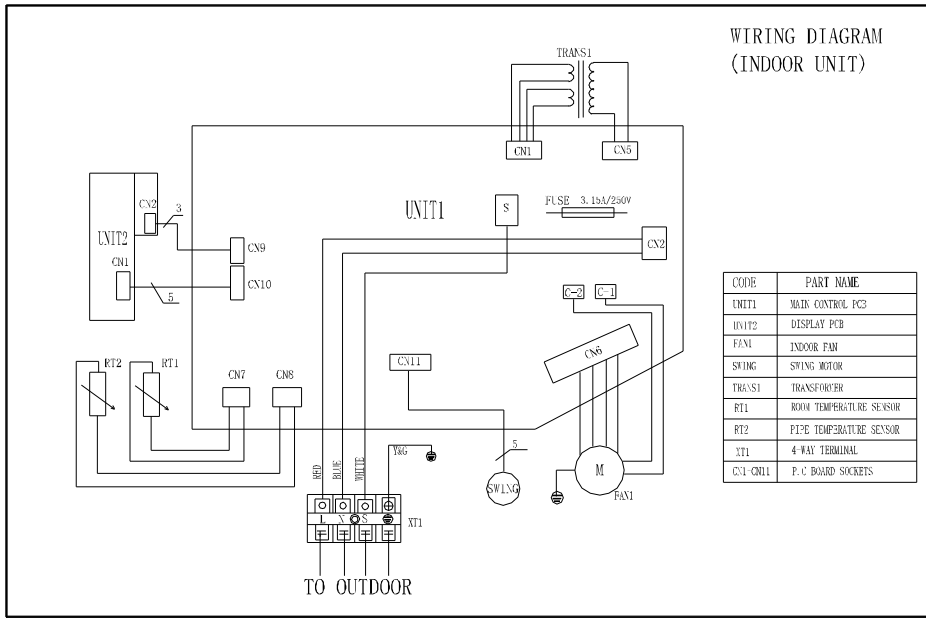 WIRING DIAGRAM
(INDOOR UNIT)
TRANS1
CN1
CN5
S
FUSE 3.15A/250V
UNIT1
CN2
3
UNIT2
CN9
CN2
CN1
CN10
5
C-2
C-1
CN6
CN11
RT2
RT1
CN7
CN8
RED
BLUE
WHITE
Y&G
5
SWING
M
FAN1
L N S
XT1
TO OUTDOOR
CODE PART NAME
UNIT1 MAIN CONTROL PCB
UNIT2 DISPLAY PCB
FAN1 INDOOR FAN
SWING SWING MOTOR
TRANS1
RT1 ROOM TEMPERATURE SENSOR
RT2 PIPE TEMPERATURE SENSOR
XT1 4-WAY TERMINAL
CN1-CN11 P.C BOARD SOCKETS